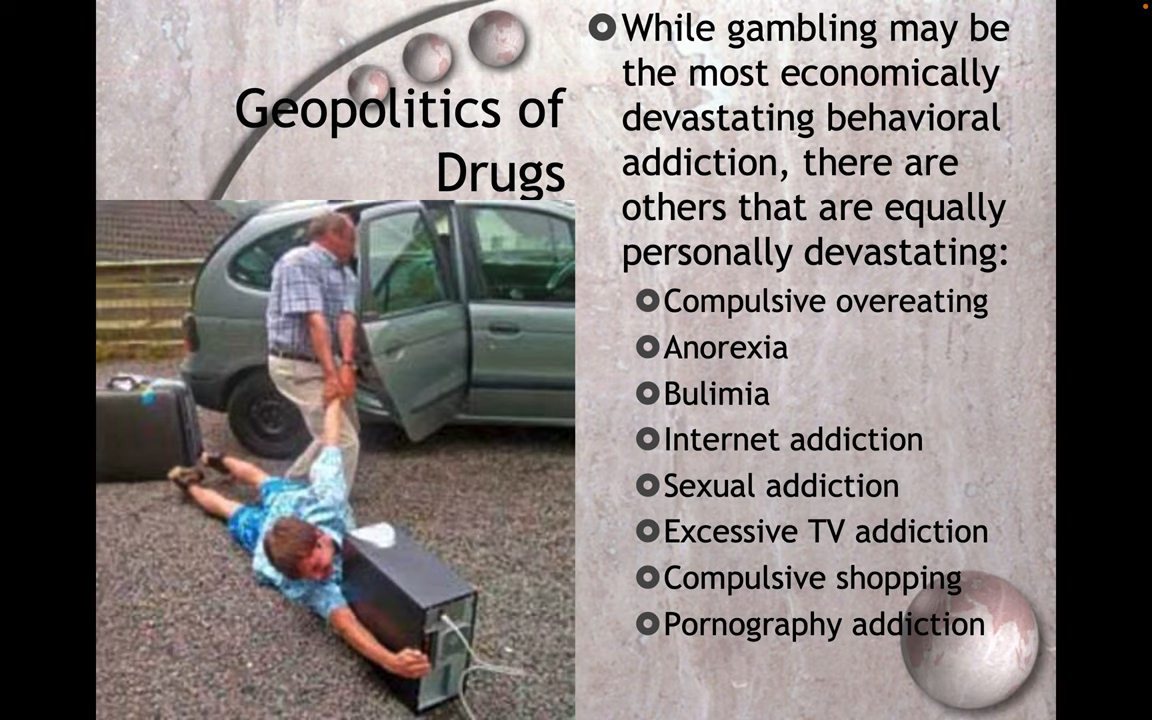 Geopolitics of
Drugs
While gambling may be
the most economically
devastating behavioral
addiction, there are
others that are equally
personally devastating:
Compulsive overeating
Anorexia
Bulimia
Internet addiction
Sexual addiction
Excessive TV addiction
Compulsive shopping
Pornography addiction